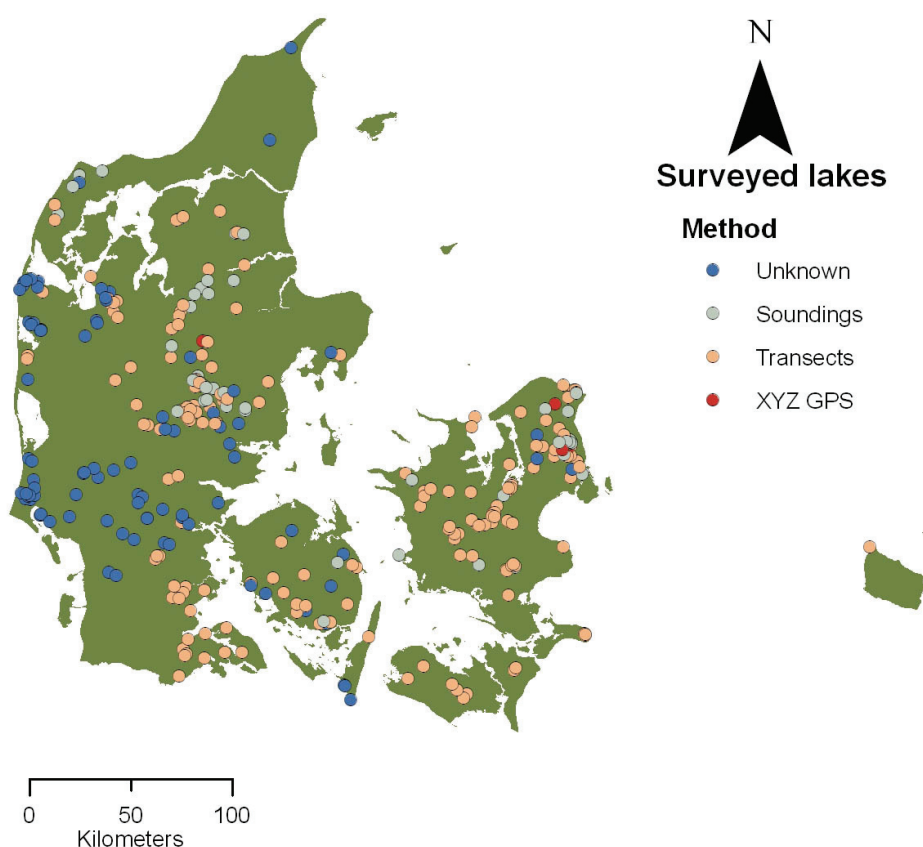 N
Surveyed lakes
Method
Unknown
Soundings
Transects
XYZ GPS
0 50 100
Kilometers